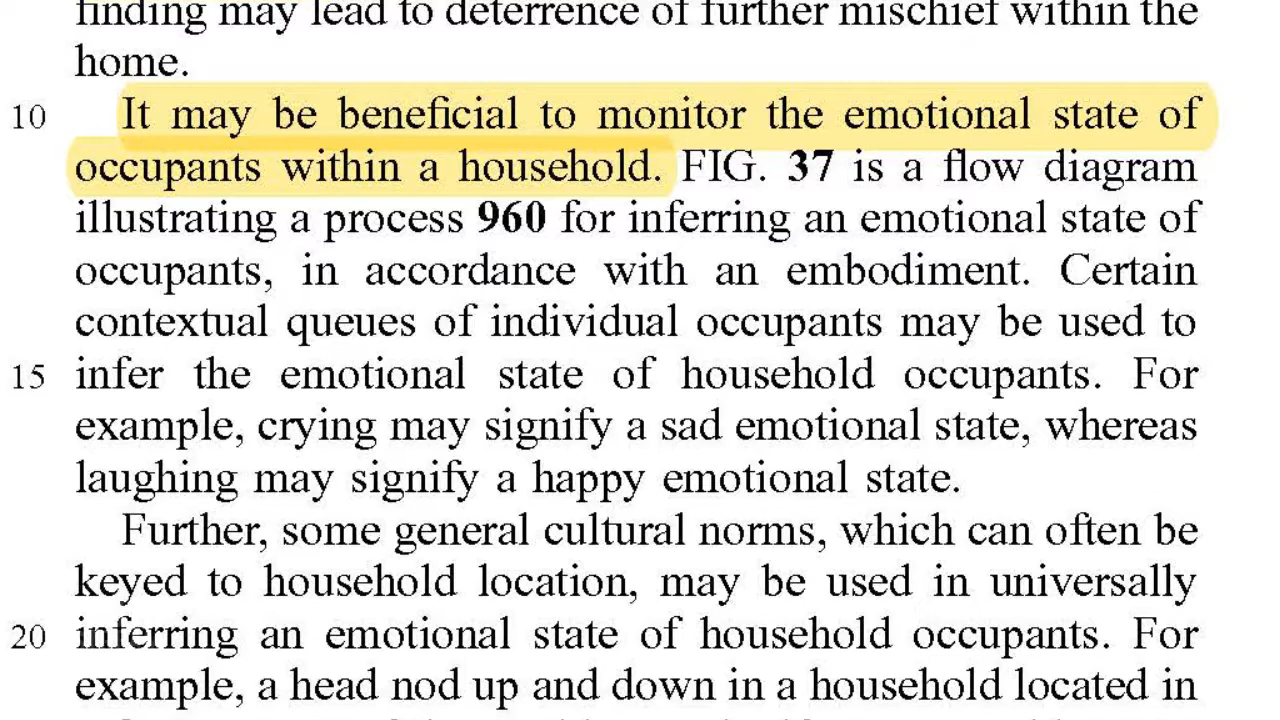 finding may lead to deterrence of further mischief within the
home.
10 It may be beneficial to monitor the emotional state of
occupants within a household. FIG. 37 is a flow diagram
illustrating a process 960 for inferring an emotional state of
occupants, in accordance with an embodiment. Certain
contextual queues of individual occupants may be used to
15 infer the emotional state of household occupants. For
example, crying may signify a sad emotional state, whereas
laughing may signify a happy emotional state.
Further, some general cultural norms, which can often be
keyed to household location, may be used in universally
20 inferring an emotional state of household occupants. For
example, a head nod up and down in a household located in